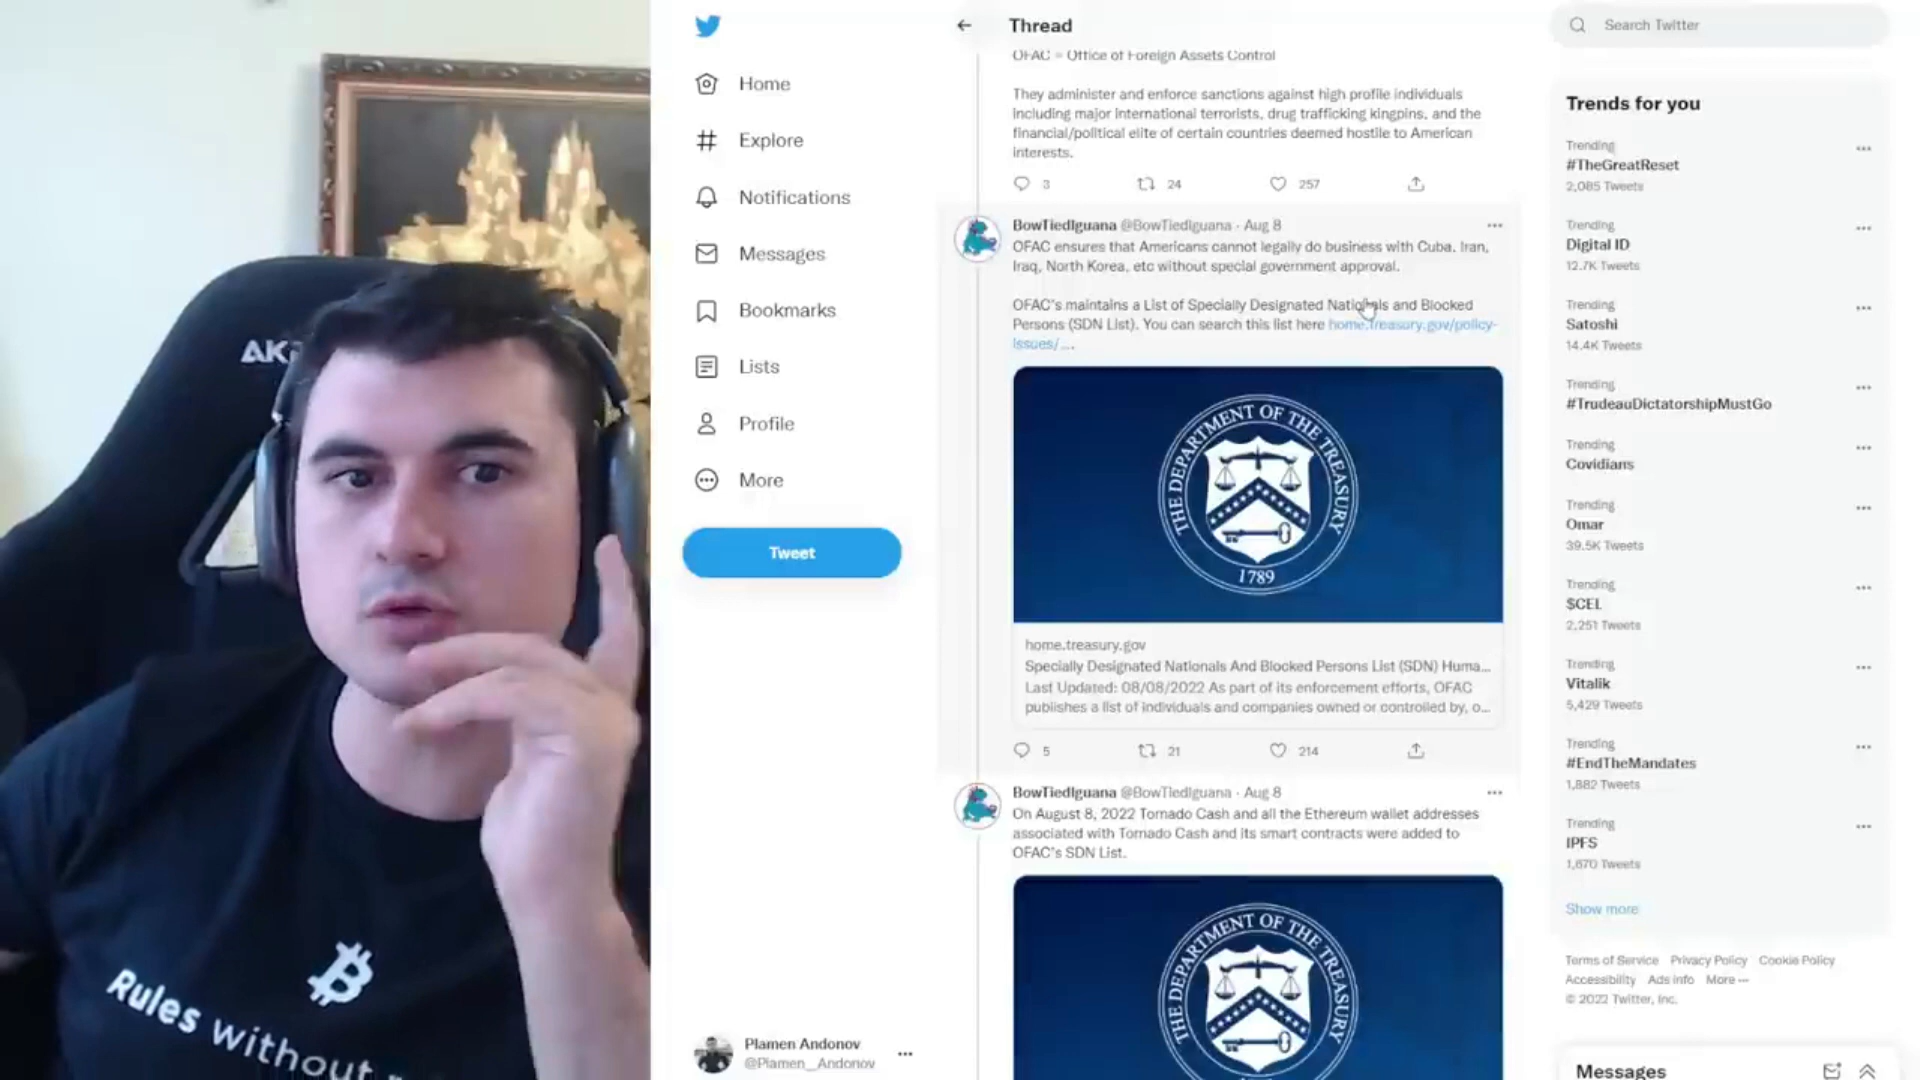 AK
Rules without
Home
Explore
Notifications
Messages
Bookmarks
Lists
Profile
More
Tweet
Plamen Andonov
@Plamen__Andonov
Thread
OFAC = Office of Foreign Assets Control
They administer and enforce sanctions against high profile individuals
including major international terrorists, drug trafficking kingpins, and the
financial/political elite of certain countries deemed hostile to American
interests.
3 24 257
BowTiedIguana @BowTiedIguana · Aug 8
OFAC ensures that Americans cannot legally do business with Cuba, Iran,
Iraq, North Korea, etc without special government approval.
OFAC's maintains a List of Specially Designated Nationals and Blocked
Persons (SDN List). You can search this list here home.treasury.gov/policy-
issues/....
THE DEPARTMENT OF THE TREASURY
1789
home.treasury.gov
Specially Designated Nationals And Blocked Persons List (SDN) Huma...
Last Updated: 08/08/2022 As part of its enforcement efforts, OFAC
publishes a list of individuals and companies owned or controlled by, o...
5 21 214
BowTiedIguana @BowTiedIguana · Aug 8
On August 8, 2022 Tornado Cash and all the Ethereum wallet addresses
associated with Tornado Cash and its smart contracts were added to
OFAC's SDN List.
THE DEPARTMENT OF THE TREASURY
Search Twitter
Trends for you
Trending
#TheGreatReset
2,085 Tweets
Trending
Digital ID
12.7K Tweets
Trending
Satoshi
14.4K Tweets
Trending
#TrudeauDictatorshipMustGo
Trending
Covidians
Trending
Omar
39.5K Tweets
Trending
$CEL
2,251 Tweets
Trending
Vitalik
5,429 Tweets
Trending
#EndTheMandates
1,882 Tweets
Trending
IPFS
1,670 Tweets
Show more
Terms of Service Privacy Policy Cookie Policy
Accessibility Ads info More ...
© 2022 Twitter, Inc.
Messages